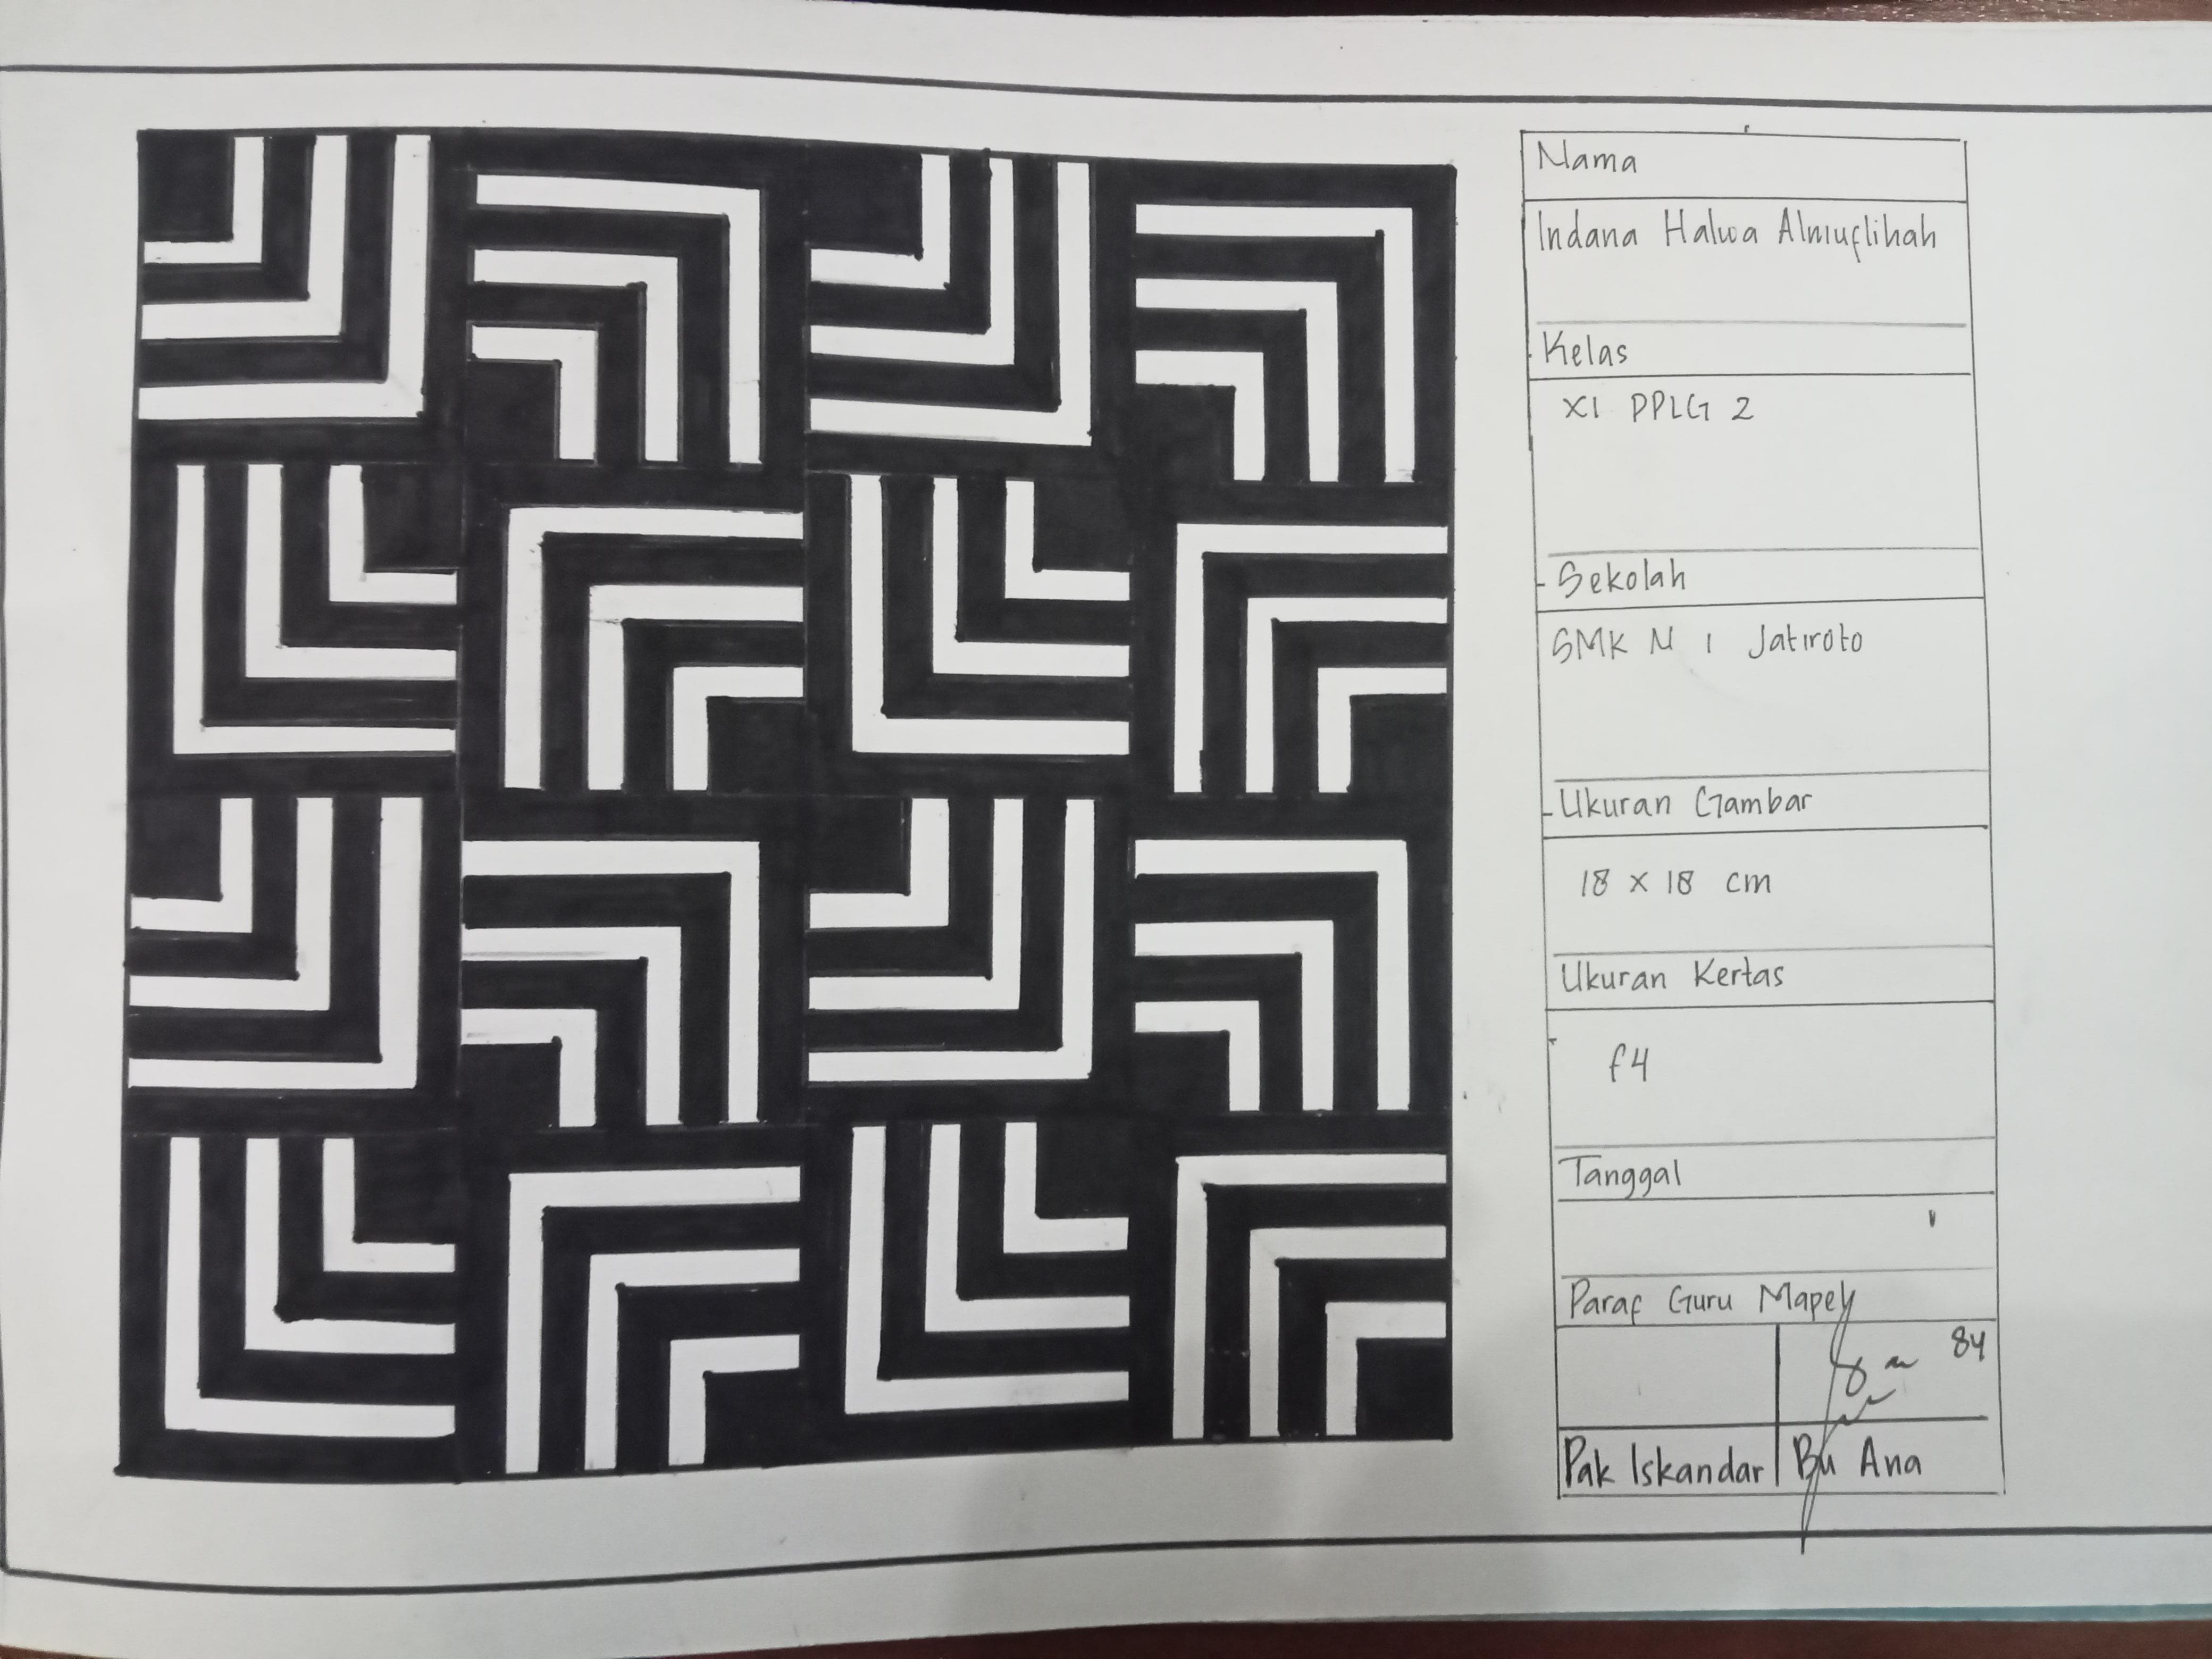 Nama
Indana Halwa Almuflihah
Kelas
XI PPLG 2
Sekolah
SMK N 1 Jatiroto
Ukuran Gambar
18 x 18 cm
Ukuran Kertas
f4
Tanggal
Paraf Guru Mapel
84
Pak Iskandar Bu Ana